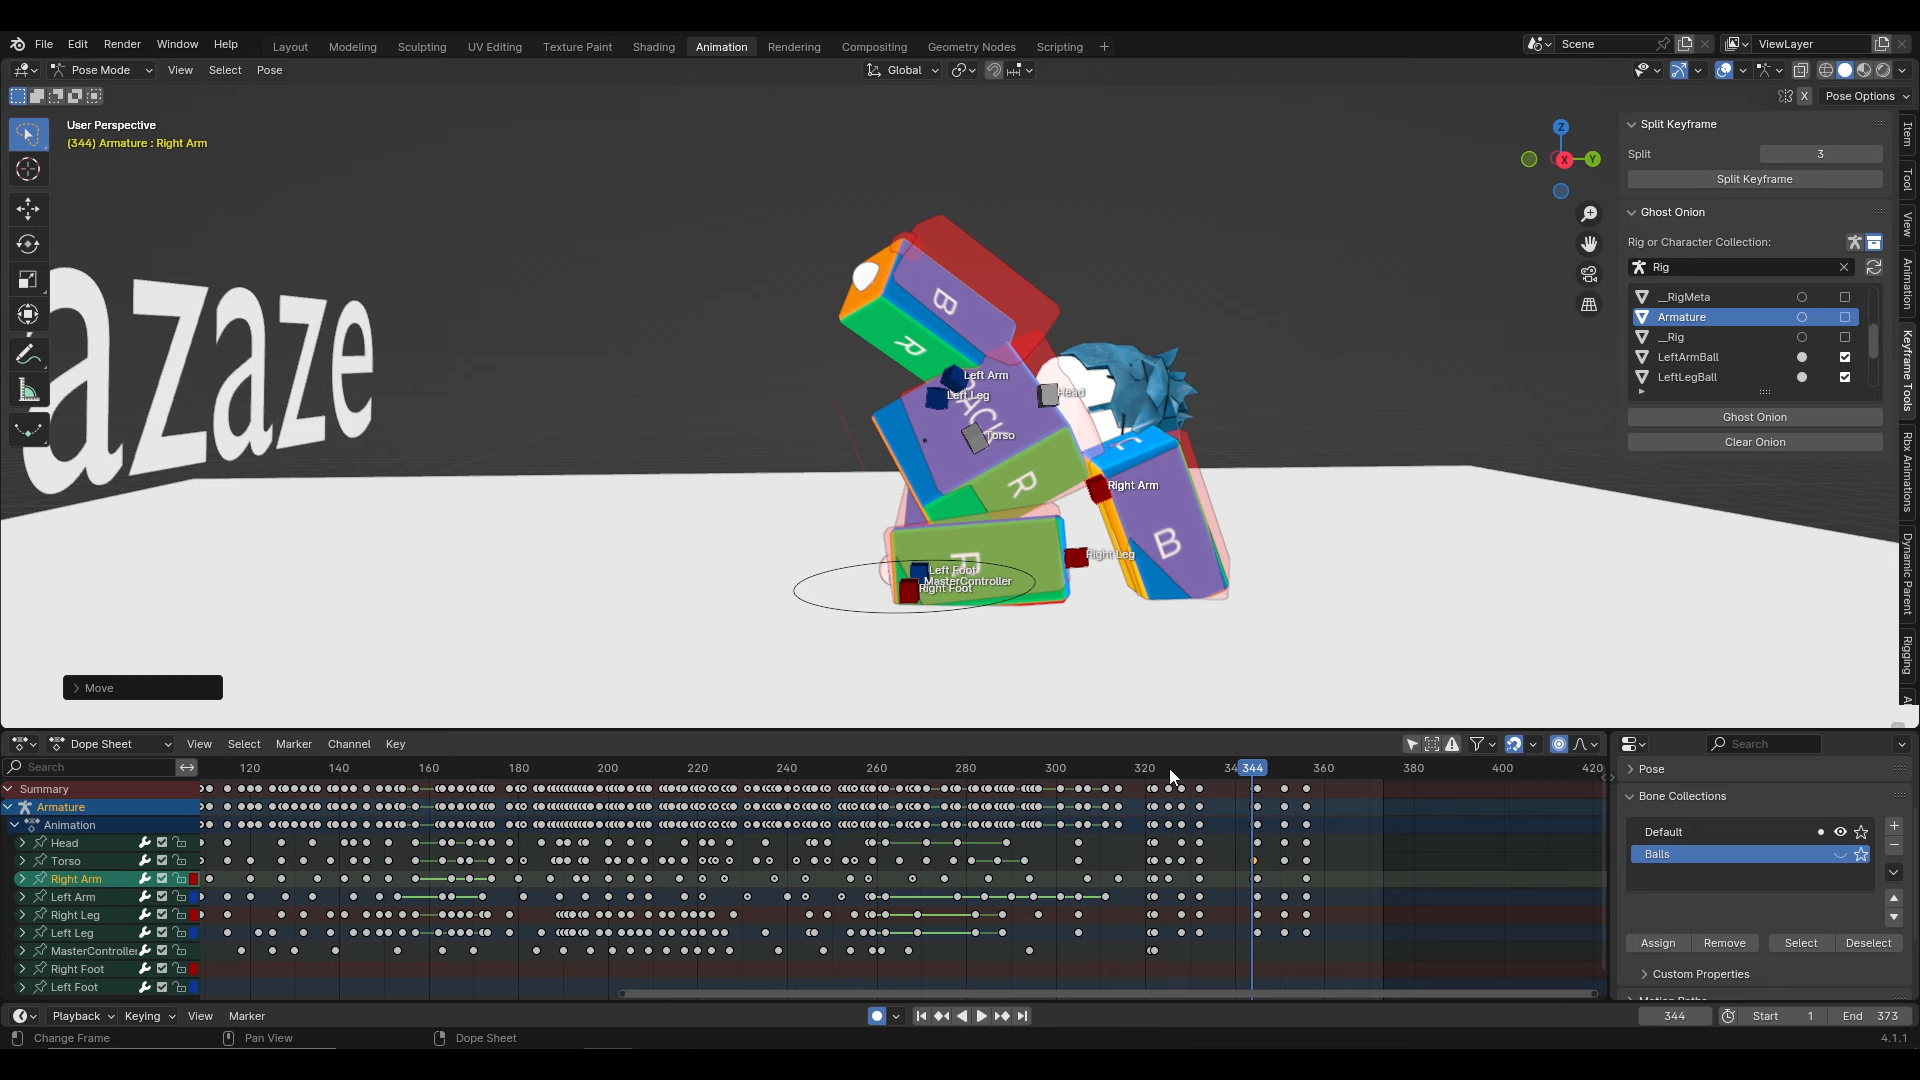 File Edit Render Window Help
Layout Modeling Sculpting UV Editing Texture Paint Shading Animation Rendering Compositing Geometry Nodes Scripting +
Scene
ViewLayer
Pose Mode View Select Pose
Global
X Pose Options
User Perspective
(344) Armature : Right Arm
Z
X
Y
Split Keyframe
Split 3
Split Keyframe
Ghost Onion
Rig or Character Collection:
Rig
__RigMeta
Armature
__Rig
LeftArmBall
LeftLegBall
Ghost Onion
Clear Onion
Item
Tool
View
Animation
Keyframe Tools
Rbx Animations
Dynamic Parent
Rigging
A
azaze
B
R
Left Arm
Left Leg
Head
BACK
Torso
R
L
Right Arm
B
Right Leg
R
Left Foot
MasterController
Right Foot
Move
Dope Sheet View Select Marker Channel Key
Search
120 140 160 180 200 220 240 260 280 300 320 34 344 360 380 400 420
Summary
Armature
Animation
Head
Torso
Right Arm
Left Arm
Right Leg
Left Leg
MasterController
Right Foot
Left Foot
Search
Pose
Bone Collections
Default
Balls
Assign Remove Select Deselect
Custom Properties
Motion Paths
Playback Keying View Marker
344 Start 1 End 373
Change Frame Pan View Dope Sheet 4.1.1